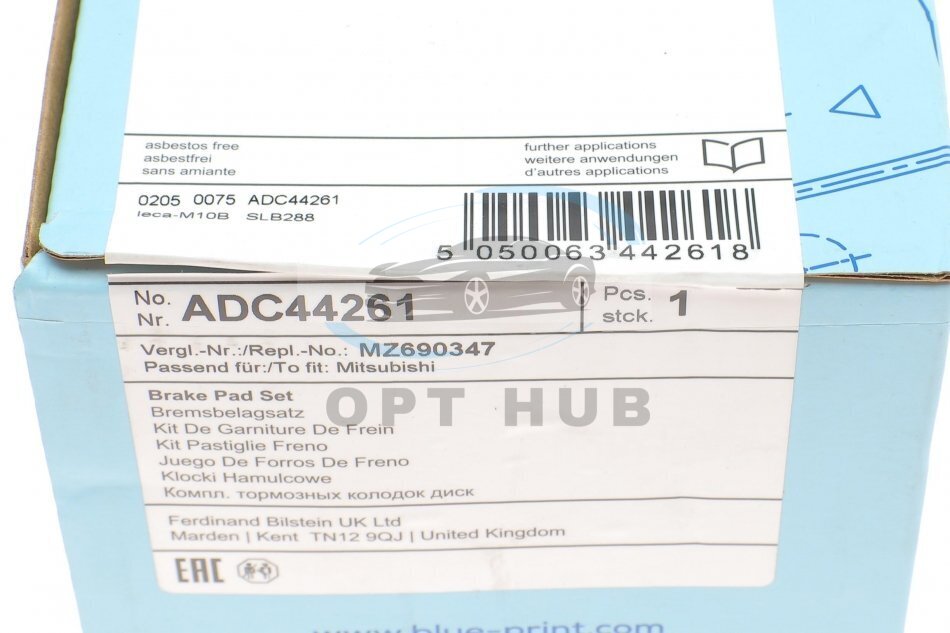 asbestos free
asbestfrei
sans amiante
further applications
weitere anwendungen
d'autres applications
0205 0075 ADC44261
leca-M10B SLB288
5 050063 442618
No. Nr. ADC44261
Pcs. stck. 1
Vergl.-Nr.:/Repl.-No.: MZ690347
Passend für:/To fit: Mitsubishi
OPT HUB
Brake Pad Set
Bremsbelagsatz
Kit De Garniture De Frein
Kit Pastiglie Freno
Juego De Forros De Freno
Klocki Hamulcowe
Компл. тормозных колодок диск
Ferdinand Bilstein UK Ltd
Marden | Kent TN12 9QJ | United Kingdom
EAC
www.blue-print.com